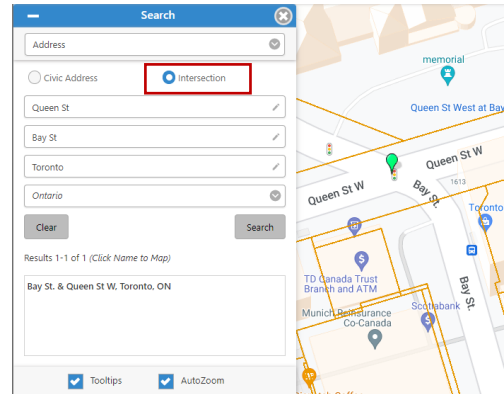 Search
Address
Civic Address
Intersection
Queen St
Bay St
Toronto
Ontario
Clear
Search
Results 1-1 of 1 (Click Name to Map)
Bay St. & Queen St W, Toronto, ON
Tooltips
AutoZoom
memorial
Queen St West at Bay
Queen St W
Queen St W
Bay St.
1613
Toronto
TD Canada Trust
Branch and ATM
Bay St.
Scotiabank
Munich Reinsurance
Co-Canada